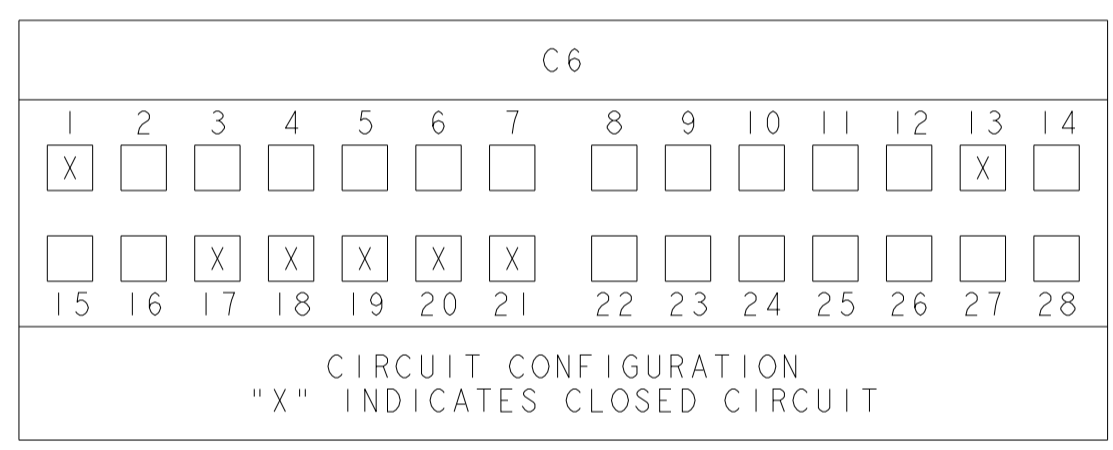 C6
1 2 3 4 5 6 7 8 9 10 11 12 13 14
X X
X X X X X
15 16 17 18 19 20 21 22 23 24 25 26 27 28
CIRCUIT CONFIGURATION
"X" INDICATES CLOSED CIRCUIT